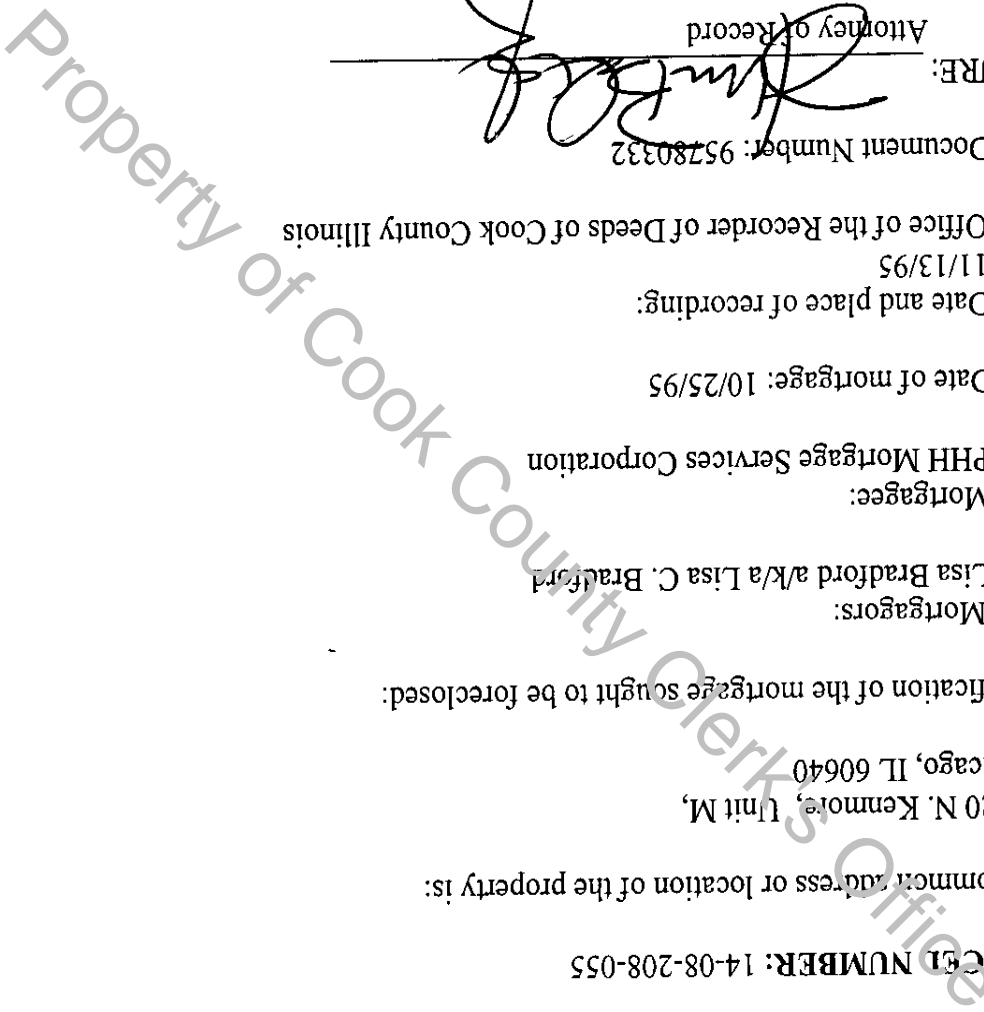 CEL NUMBER: 14-08-208-055
ommon address or location of the property is:
20 N. Kenmore, Unit M,
cago, IL 60640
fication of the mortgage sought to be foreclosed:
Mortgagors:
Lisa Bradford a/k/a Lisa C. Bradford
Mortgagee:
PHH Mortgage Services Corporation
Date of mortgage: 10/25/95
Date and place of recording:
11/13/95
Office of the Recorder of Deeds of Cook County Illinois
Document Number: 95780332
URE:
Attorney of Record
Property of Cook County Clerk's Office